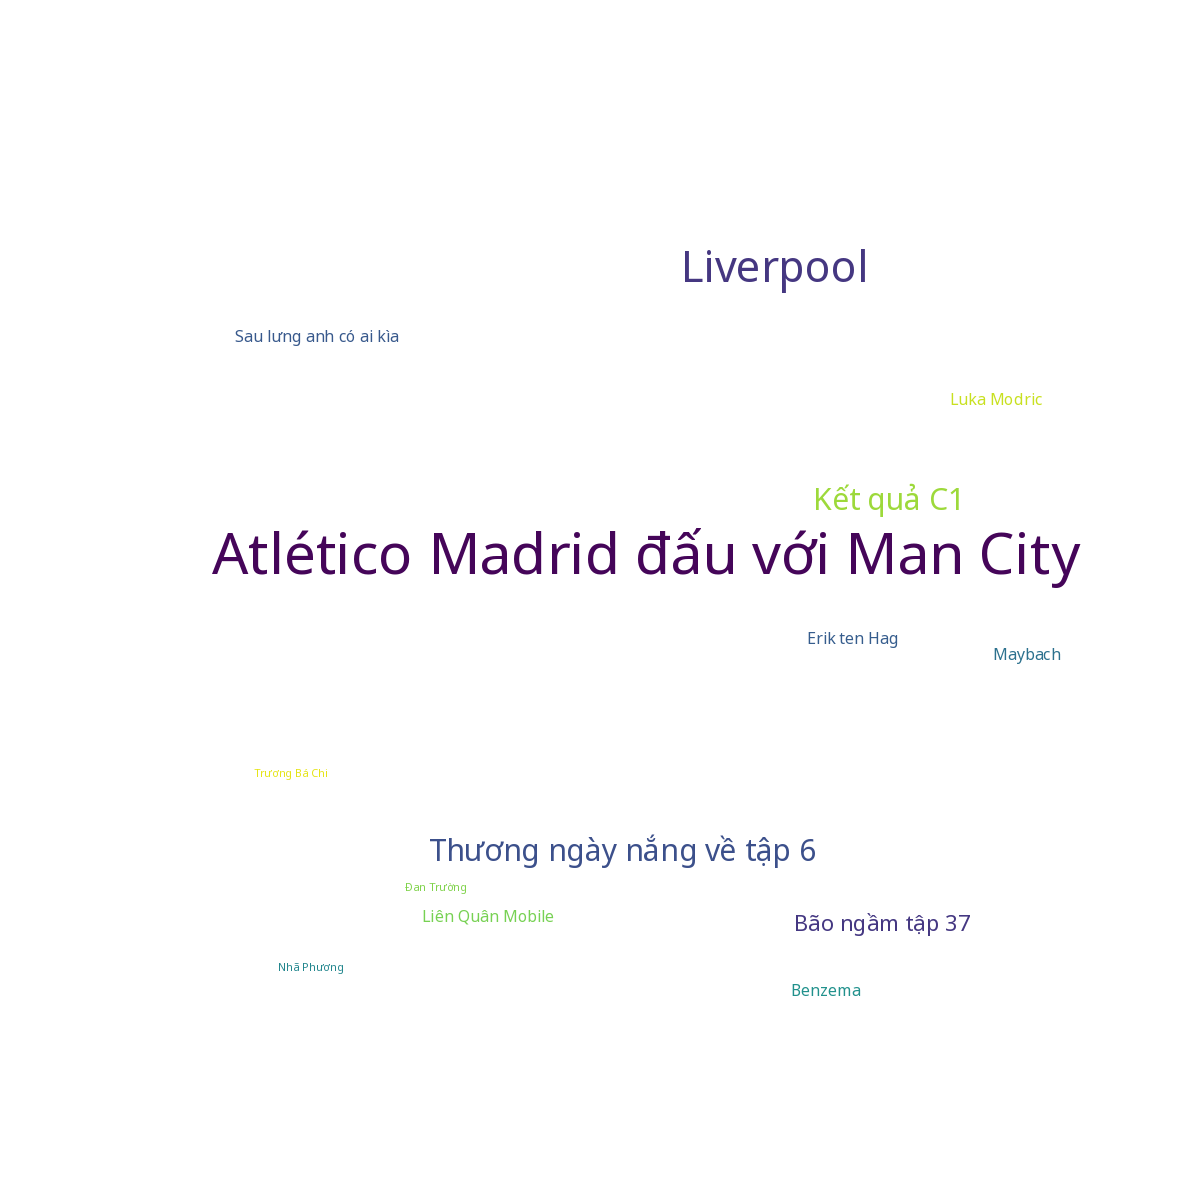 Liverpool
Sau lưng anh có ai kìa
Luka Modric
Kết quả C1
Atlético Madrid đấu với Man City
Erik ten Hag
Maybach
Trương Bá Chi
Thương ngày nắng về tập 6
Đan Trường
Liên Quân Mobile
Bão ngầm tập 37
Nhã Phương
Benzema